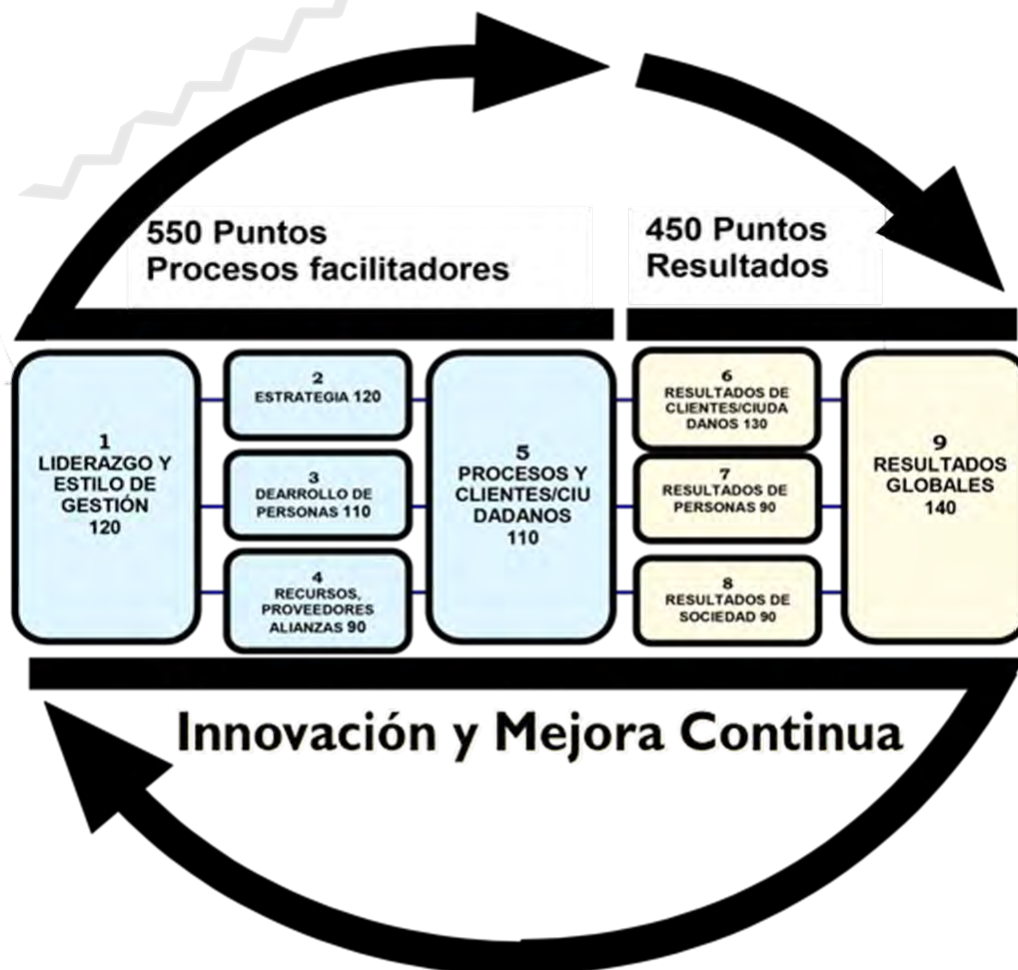 550 Puntos
Procesos facilitadores
450 Puntos
Resultados
1
LIDERAZGO Y
ESTILO DE
GESTIÓN
120
2
ESTRATEGIA 120
3
DEARROLLO DE
PERSONAS 110
4
RECURSOS,
PROVEEDORES
ALIANZAS 90
5
PROCESOS Y
CLIENTES/CIU
DADANOS
110
6
RESULTADOS DE
CLIENTES/CIUDA
DANOS 130
7
RESULTADOS DE
PERSONAS 90
8
RESULTADOS DE
SOCIEDAD 90
9
RESULTADOS
GLOBALES
140
Innovación y Mejora Continua